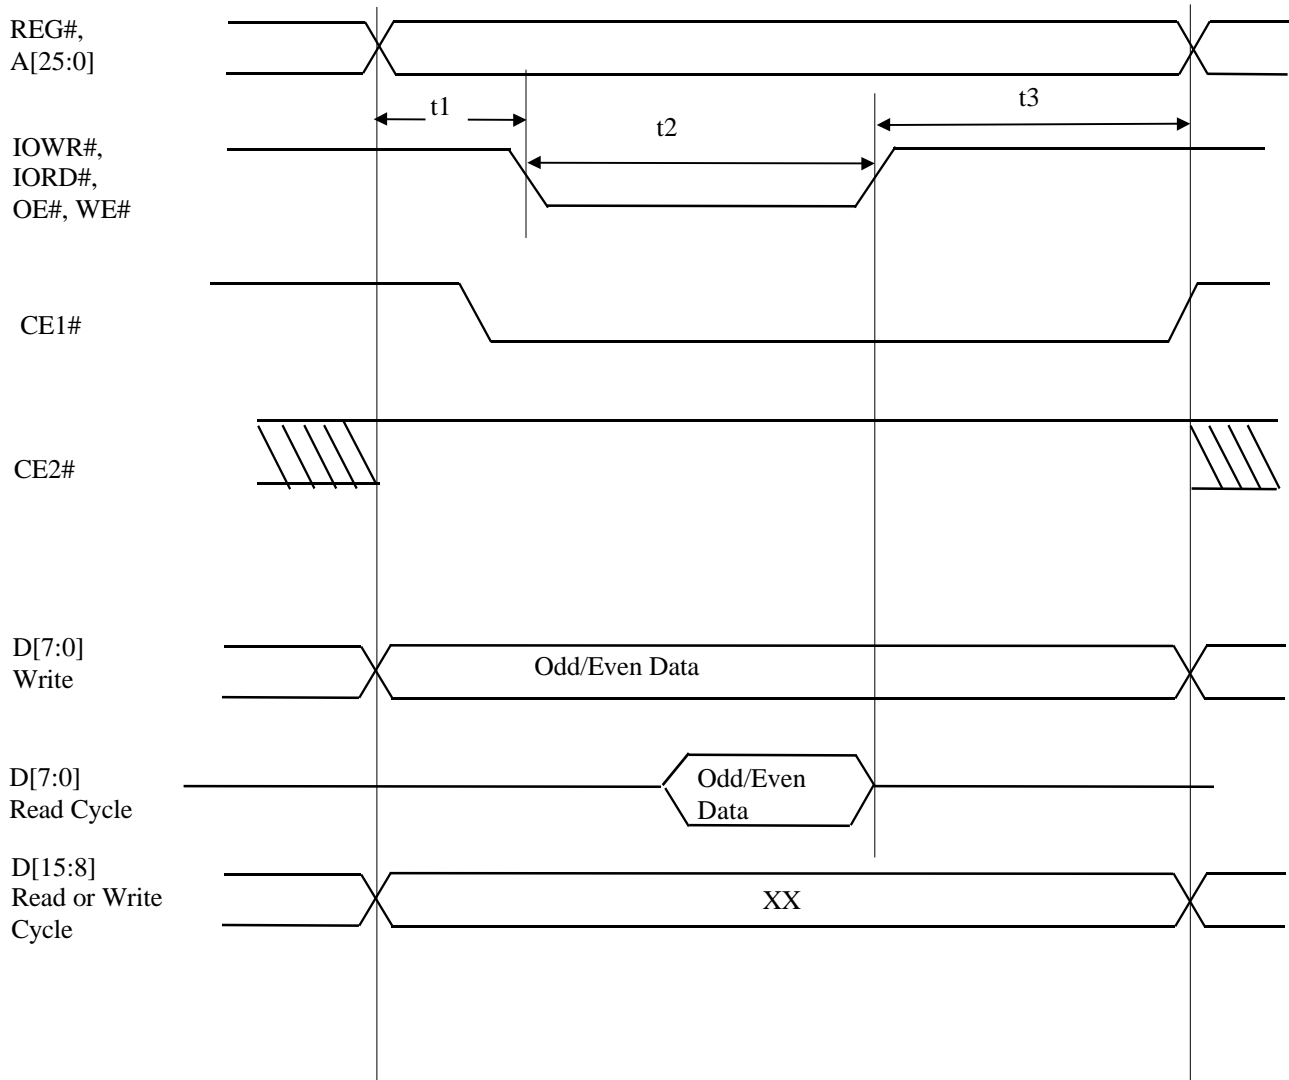 REG#,
A[25:0]
t1
t2
t3
IOWR#,
IORD#,
OE#, WE#
CE1#
CE2#
D[7:0]
Write
Odd/Even Data
D[7:0]
Read Cycle
Odd/Even
Data
D[15:8]
Read or Write
Cycle
XX